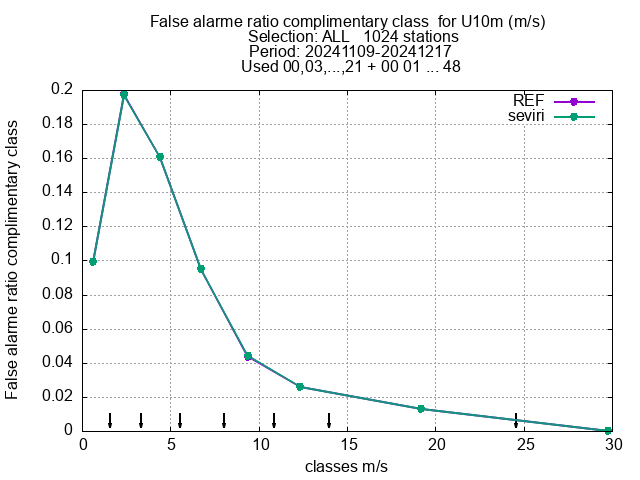 False alarme ratio complimentary class  for U10m (m/s)
Selection: ALL   1024 stations
Period: 20241109-20241217
Used 00,03,...,21 + 00 01 ... 48
REF
seviri
False alarme ratio complimentary class
0.2
0.18
0.16
0.14
0.12
0.1
0.08
0.06
0.04
0.02
0
0 5 10 15 20 25 30
classes m/s